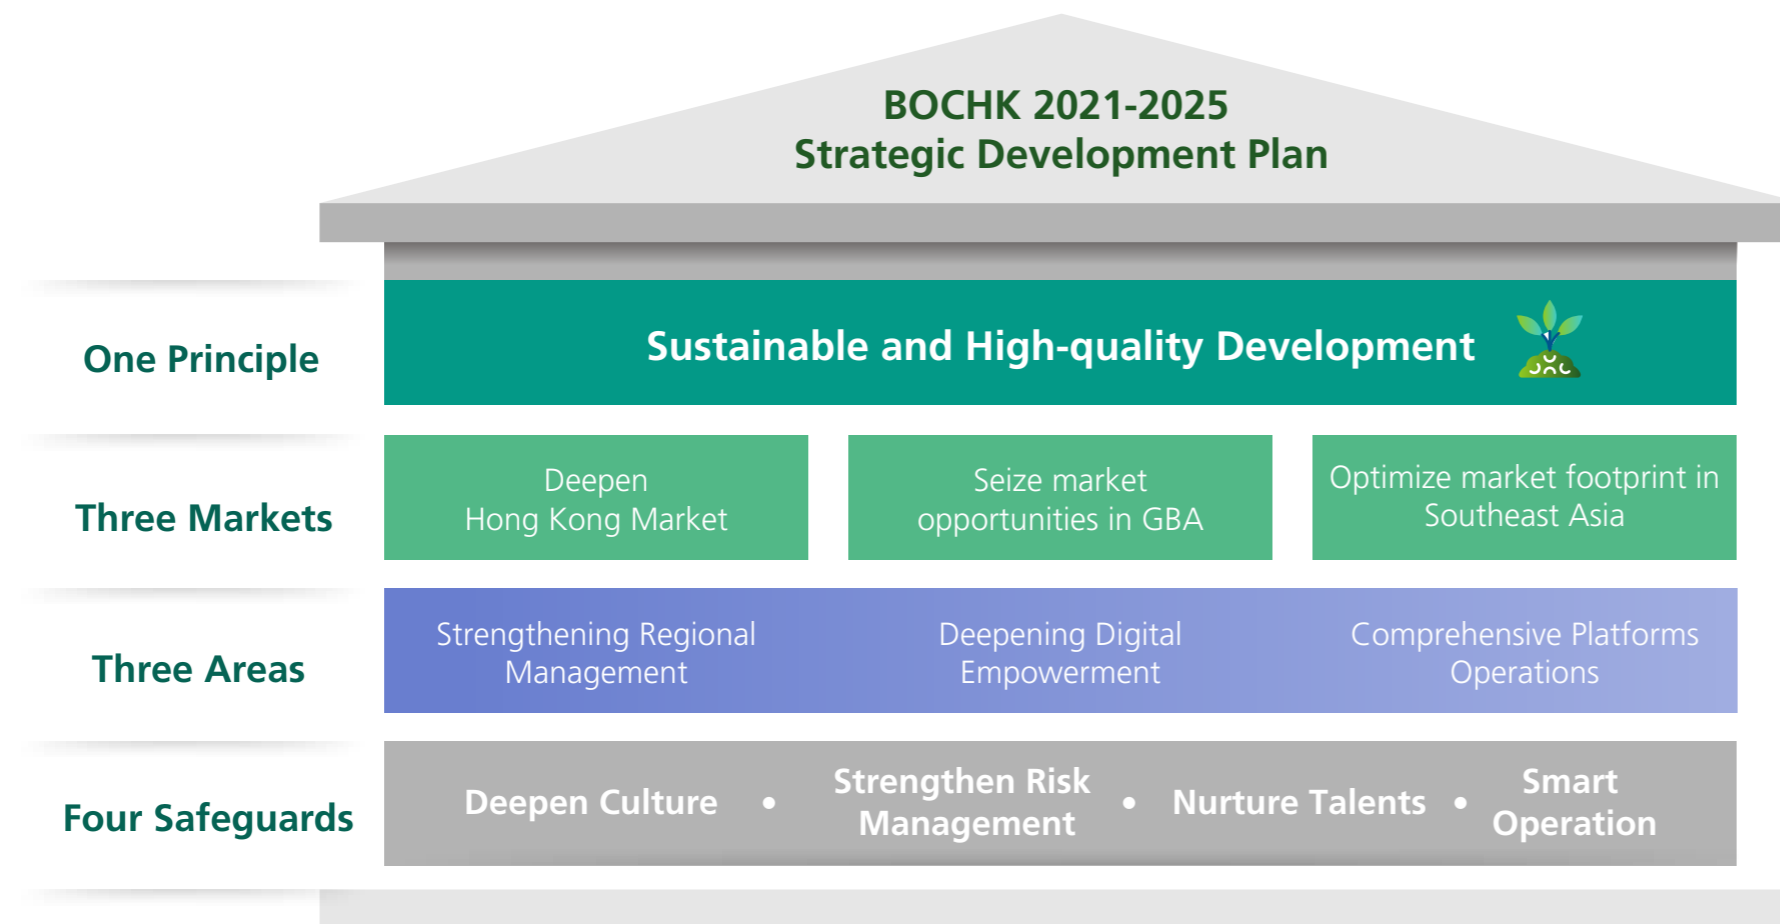 BOCHK 2021-2025
Strategic Development Plan
One Principle
Sustainable and High-quality Development
Three Markets
Deepen
Hong Kong Market
Seize market
opportunities in GBA
Optimize market footprint in
Southeast Asia
Three Areas
Strengthening Regional
Management
Deepening Digital
Empowerment
Comprehensive Platforms
Operations
Four Safeguards
Deepen Culture •
Strengthen Risk
Management •
Nurture Talents •
Smart
Operation